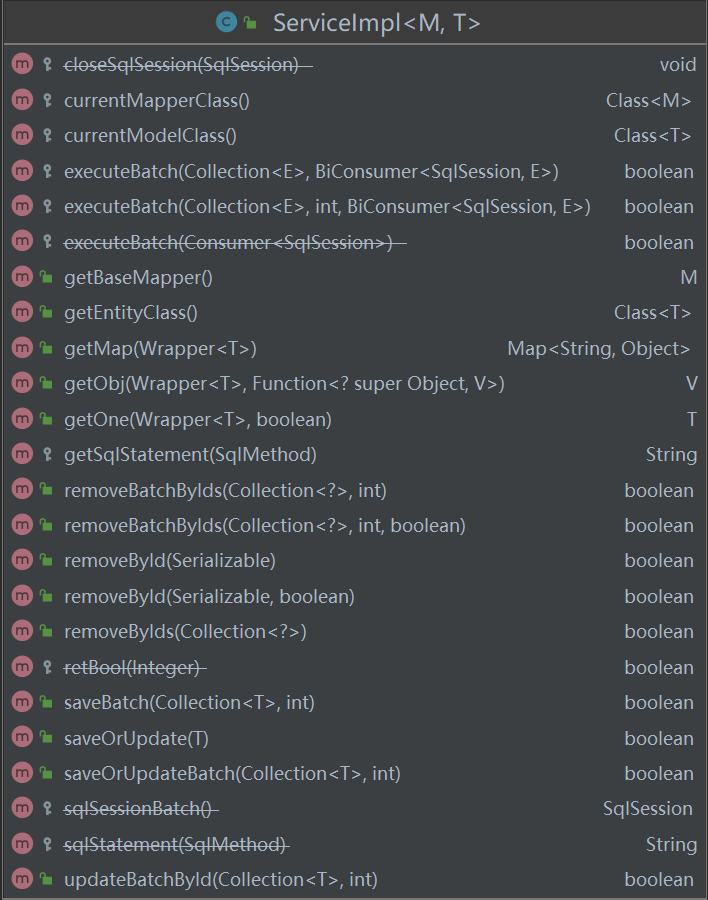 C ServiceImpl<M, T>
m closeSqlSession(SqlSession) void
m currentMapperClass() Class<M>
m currentModelClass() Class<T>
m executeBatch(Collection<E>, BiConsumer<SqlSession, E>) boolean
m executeBatch(Collection<E>, int, BiConsumer<SqlSession, E>) boolean
m executeBatch(Consumer<SqlSession>) boolean
m getBaseMapper() M
m getEntityClass() Class<T>
m getMap(Wrapper<T>) Map<String, Object>
m getObj(Wrapper<T>, Function<? super Object, V>) V
m getOne(Wrapper<T>, boolean) T
m getSqlStatement(SqlMethod) String
m removeBatchByIds(Collection<?>, int) boolean
m removeBatchByIds(Collection<?>, int, boolean) boolean
m removeById(Serializable) boolean
m removeById(Serializable, boolean) boolean
m removeByIds(Collection<?>) boolean
m retBool(Integer) boolean
m saveBatch(Collection<T>, int) boolean
m saveOrUpdate(T) boolean
m saveOrUpdateBatch(Collection<T>, int) boolean
m sqlSessionBatch() SqlSession
m sqlStatement(SqlMethod) String
m updateBatchById(Collection<T>, int) boolean